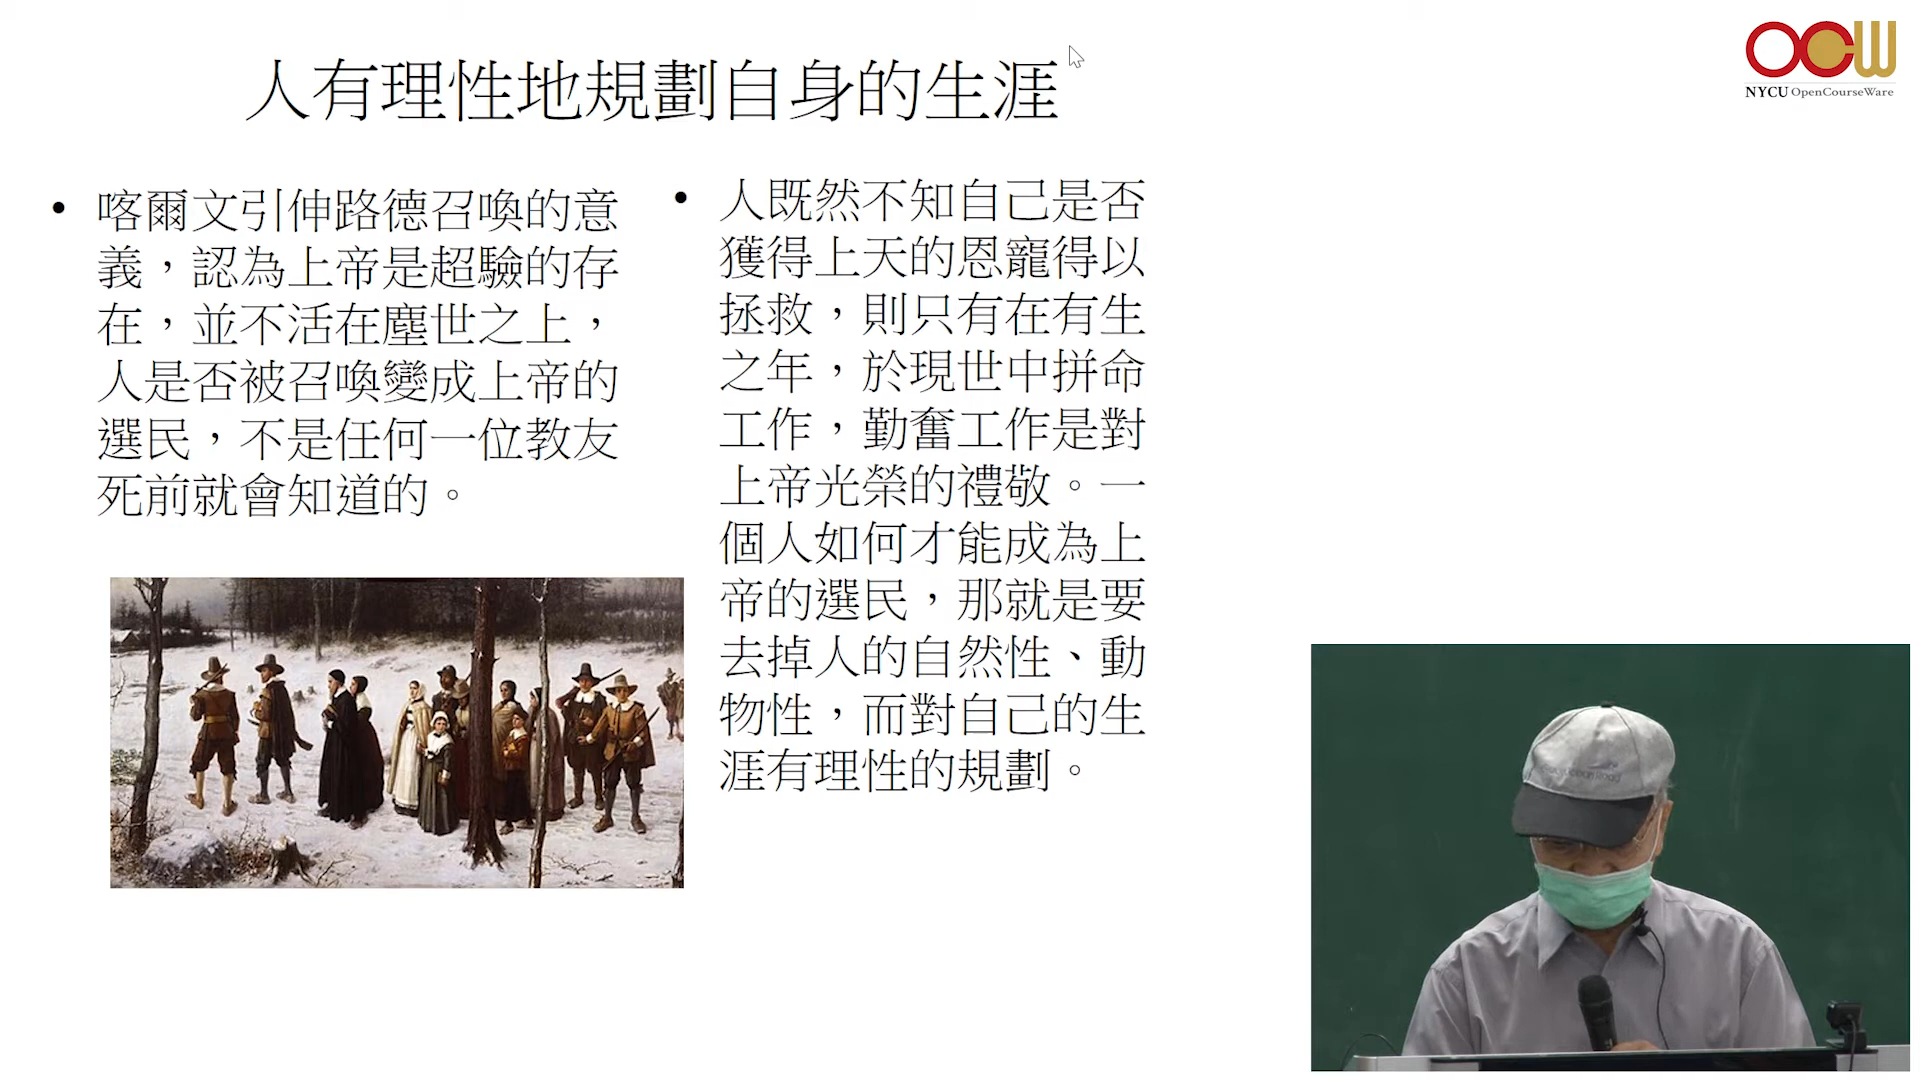 人有理性地規劃自身的生涯
• 喀爾文引伸路德召喚的意
義，認為上帝是超驗的存
在，並不活在塵世之上，
人是否被召喚變成上帝的
選民，不是任何一位教友
死前就會知道的。
• 人既然不知自己是否
獲得上天的恩寵得以
拯救，則只有在有生
之年，於現世中拼命
工作，勤奮工作是對
上帝光榮的禮敬。一
個人如何才能成為上
帝的選民，那就是要
去掉人的自然性、動
物性，而對自己的生
涯有理性的規劃。
OCW
NYCU OpenCourseWare